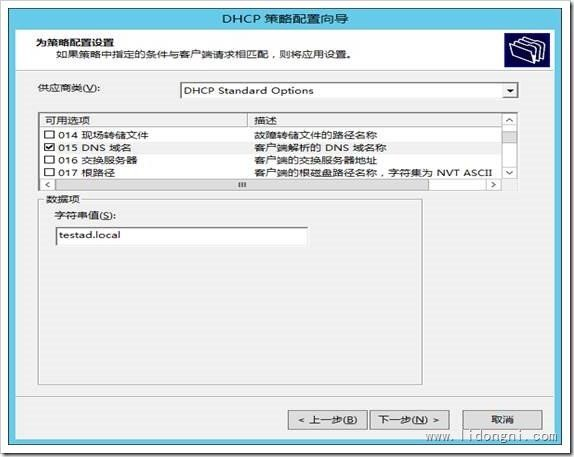 DHCP 策略配置向导
为策略配置设置
如果策略中指定的条件与客户端请求相匹配，则将应用设置。
供应商类(V):
DHCP Standard Options
可用选项 描述
014 现场转储文件 故障转储文件的路径名称
015 DNS 域名 客户端解析的 DNS 域名称
016 交换服务器 客户端的交换服务器地址
017 根路径 客户端的根磁盘路径名称，字符集为 NVT ASCII
数据项
字符串值(S):
testad.local
< 上一步(B) 下一步(N) > 取消
www.lidongni.com